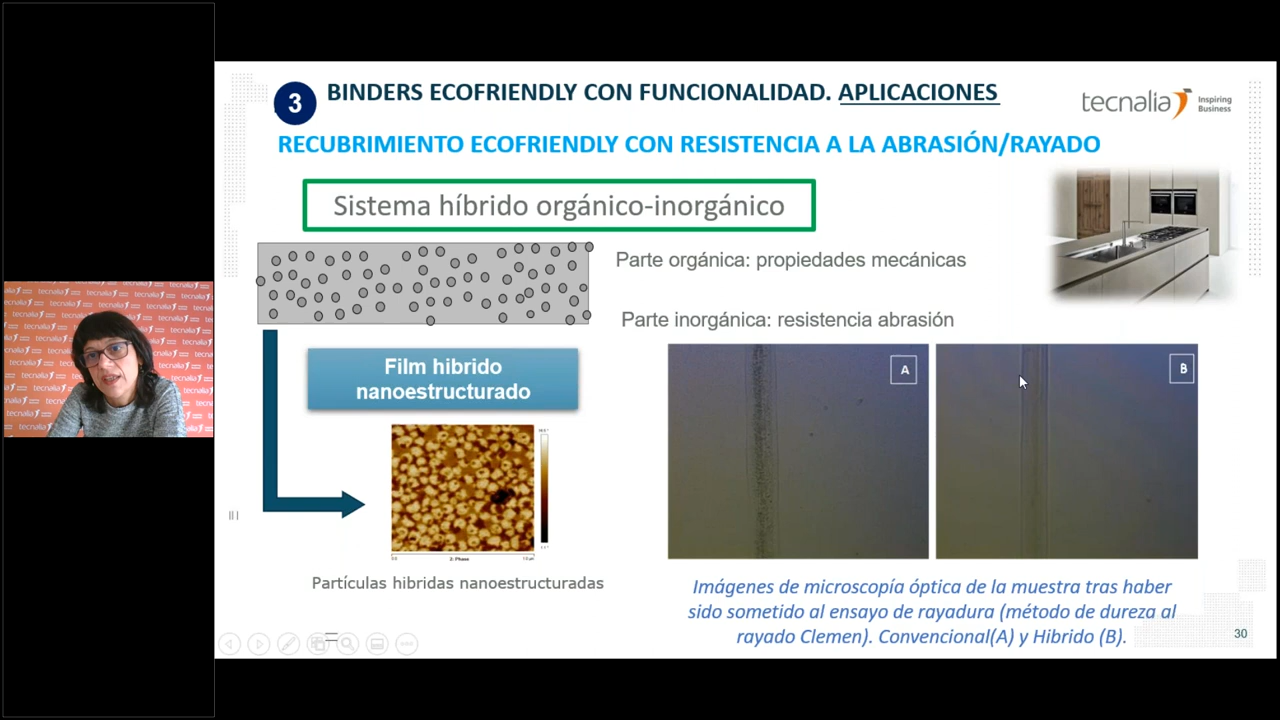 3
BINDERS ECOFRIENDLY CON FUNCIONALIDAD. APLICACIONES
tecnalia Inspiring
Business
RECUBRIMIENTO ECOFRIENDLY CON RESISTENCIA A LA ABRASIÓN/RAYADO
Sistema híbrido orgánico-inorgánico
Parte orgánica: propiedades mecánicas
Parte inorgánica: resistencia abrasión
Film hibrido
nanoestructurado
A
B
2: Phase
Partículas hibridas nanoestructuradas
Imágenes de microscopía óptica de la muestra tras haber
sido sometido al ensayo de rayadura (método de dureza al
rayado Clemen). Convencional(A) y Hibrido (B).
30
tecnalia